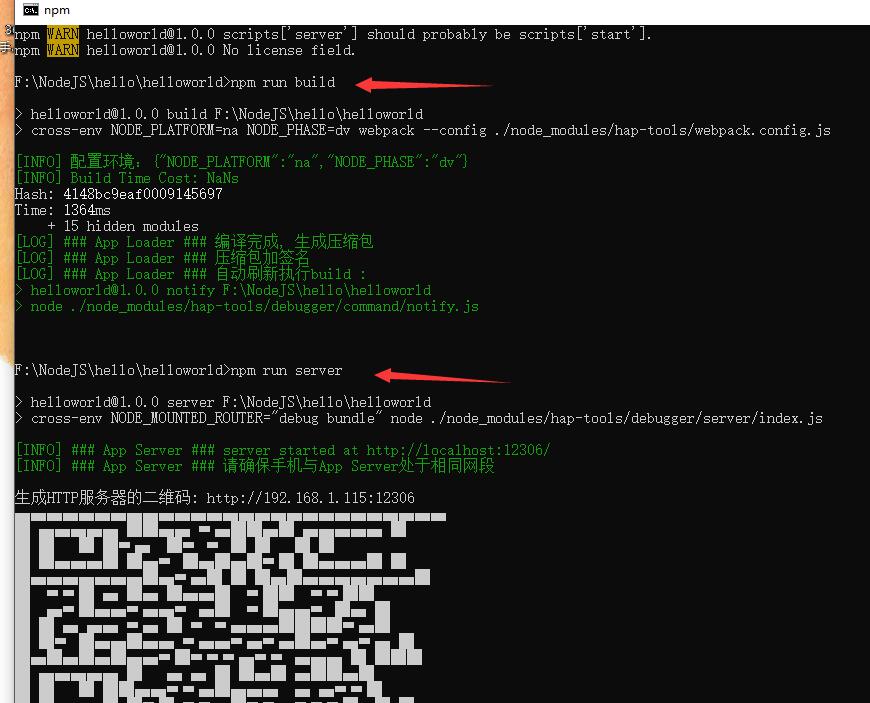 npm
npm WARN helloworld@1.0.0 scripts['server'] should probably be scripts['start'].
npm WARN helloworld@1.0.0 No license field.
F:\NodeJS\hello\helloworld>npm run build
> helloworld@1.0.0 build F:\NodeJS\hello\helloworld
> cross-env NODE_PLATFORM=na NODE_PHASE=dv webpack --config ./node_modules/hap-tools/webpack.config.js
[INFO] 配置环境：{"NODE_PLATFORM":"na","NODE_PHASE":"dv"}
[INFO] Build Time Cost: NaNs
Hash: 4148bc9eaf0009145697
Time: 1364ms
+ 15 hidden modules
[LOG] ### App Loader ### 编译完成，生成压缩包
[LOG] ### App Loader ### 压缩包加签名
[LOG] ### App Loader ### 自动刷新执行build :
> helloworld@1.0.0 notify F:\NodeJS\hello\helloworld
> node ./node_modules/hap-tools/debugger/command/notify.js
F:\NodeJS\hello\helloworld>npm run server
> helloworld@1.0.0 server F:\NodeJS\hello\helloworld
> cross-env NODE_MOUNTED_ROUTER="debug bundle" node ./node_modules/hap-tools/debugger/server/index.js
[INFO] ### App Server ### server started at http://localhost:12306/
[INFO] ### App Server ### 请确保手机与App Server处于相同网段
生成HTTP服务器的二维码: http://192.168.1.115:12306